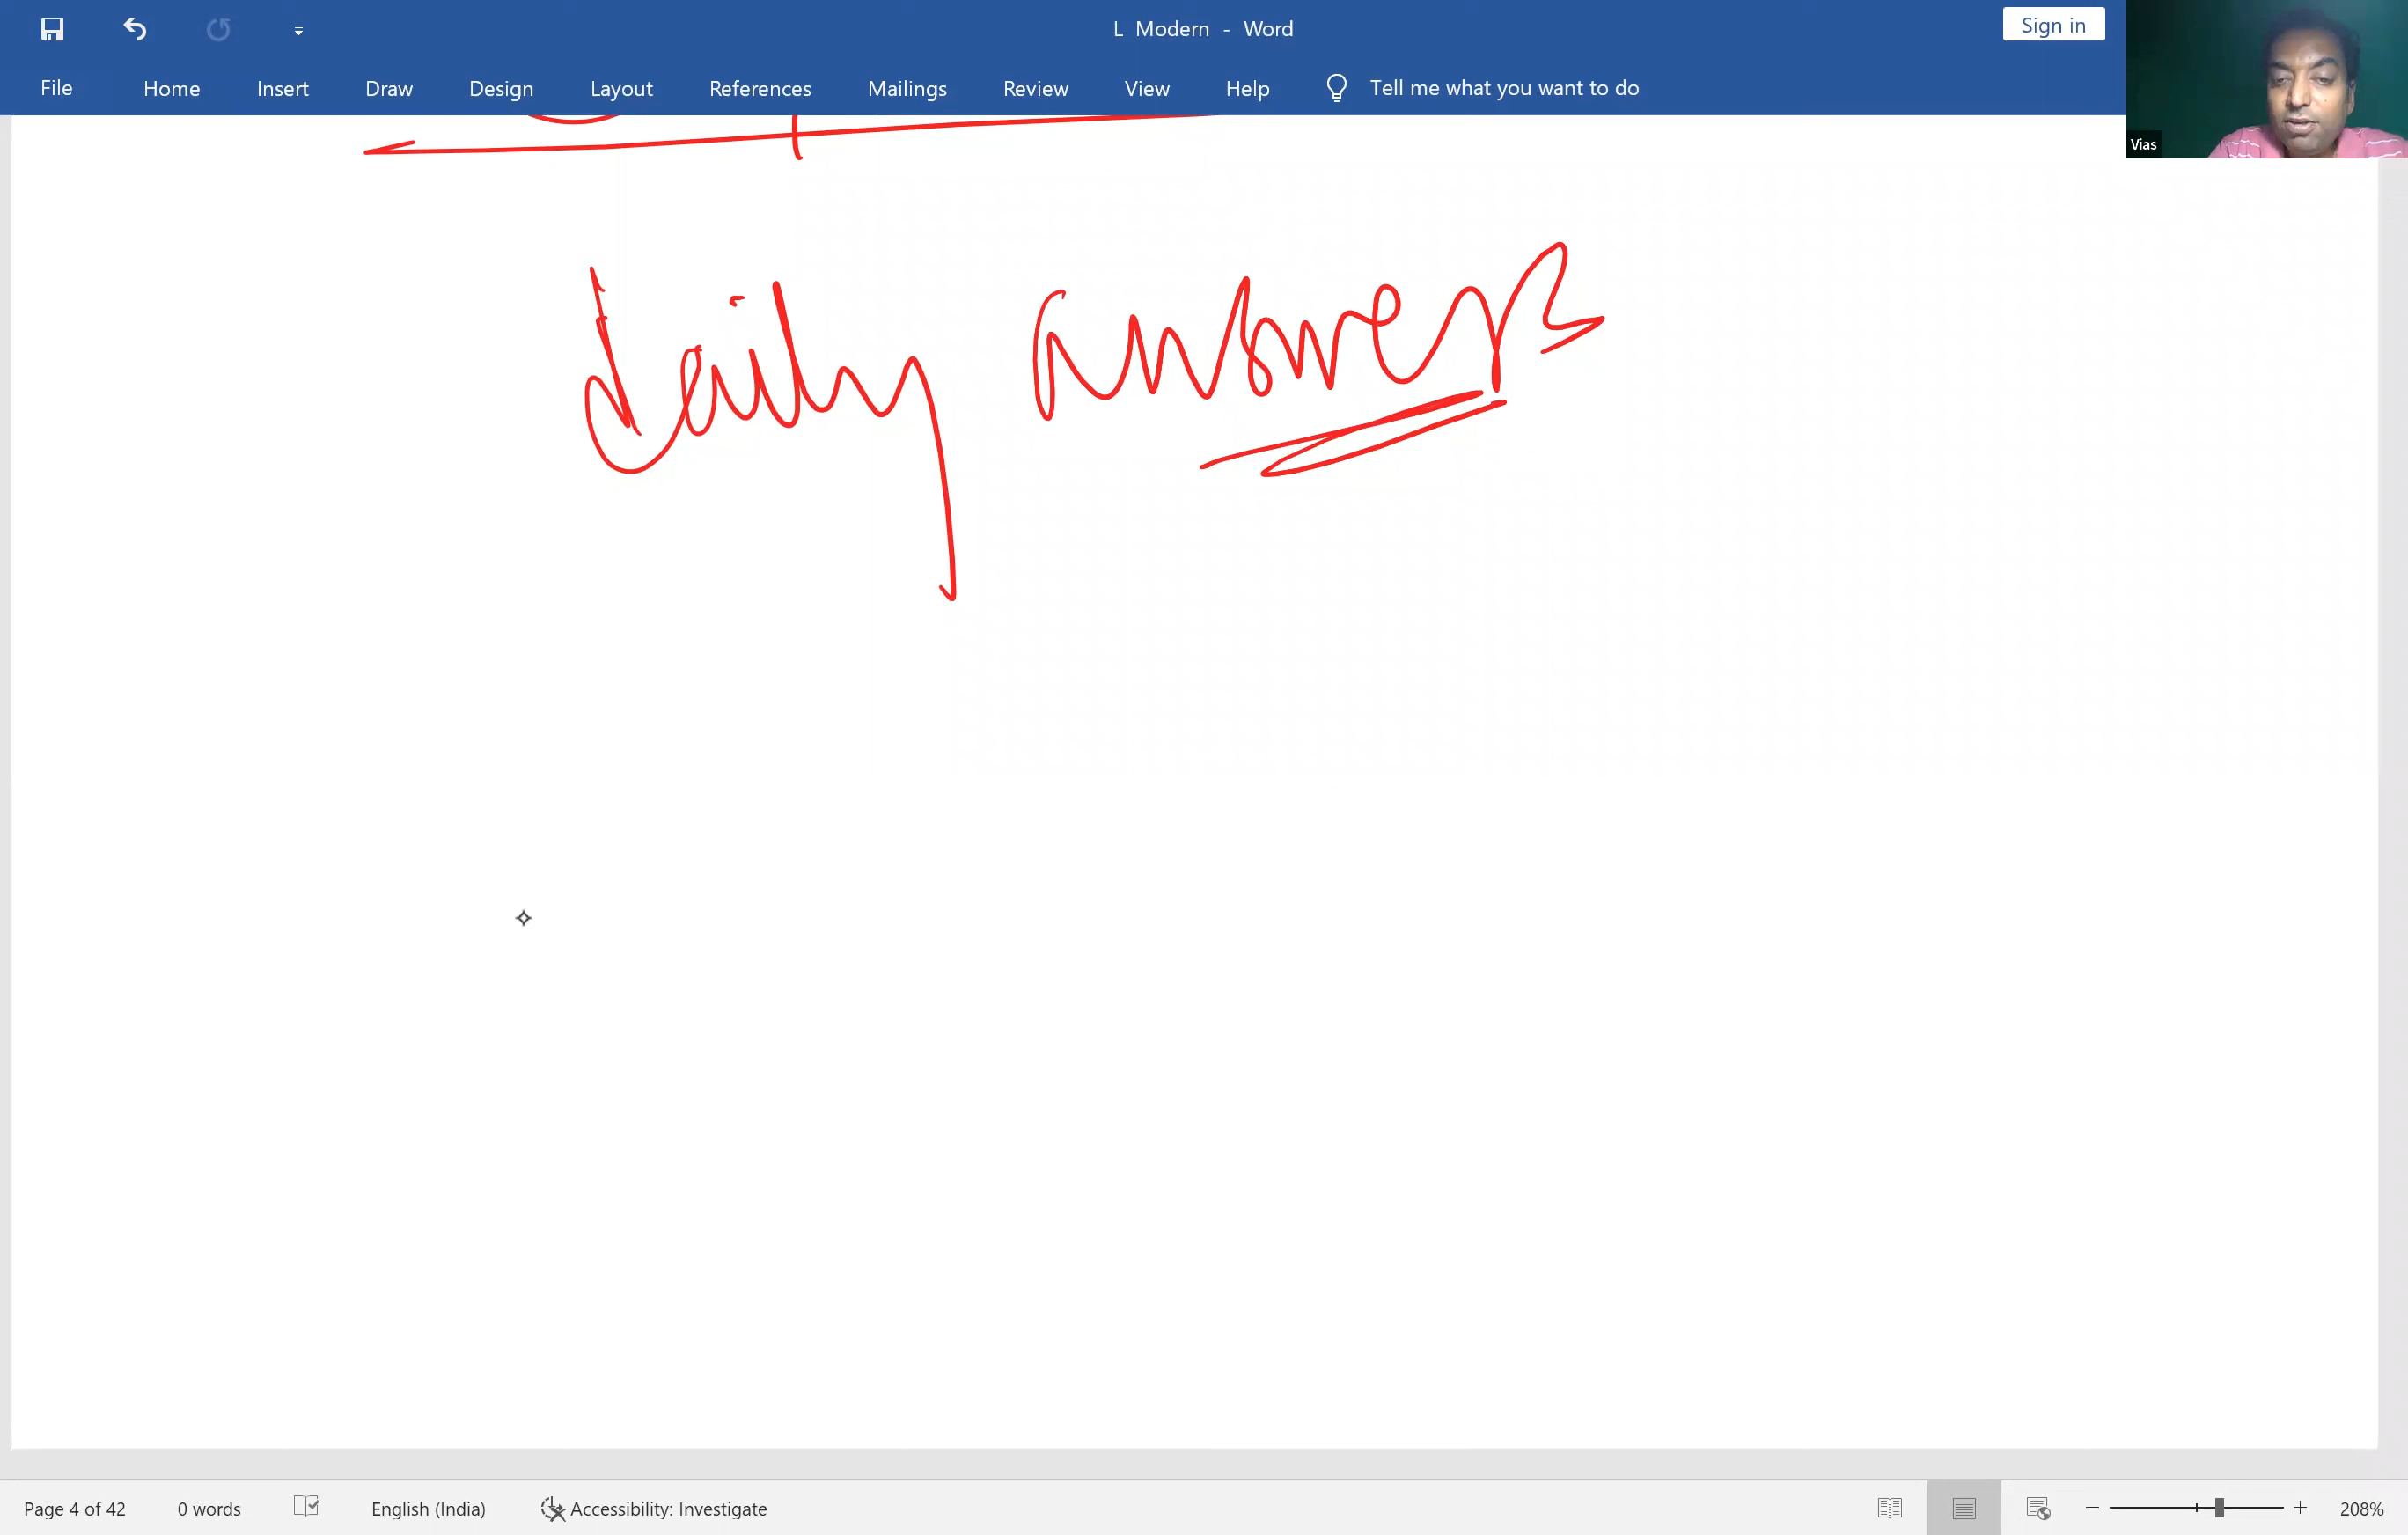 L Modern - Word
Sign in
File Home Insert Draw Design Layout References Mailings Review View Help Tell me what you want to do
Vias
daily answers
Page 4 of 42 0 words English (India) Accessibility: Investigate 208%